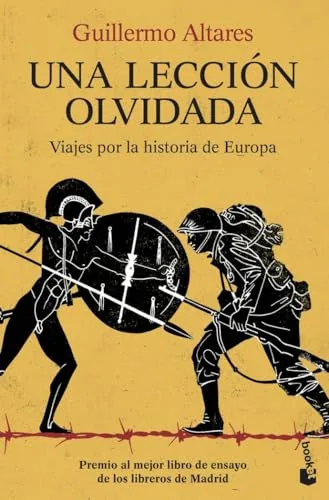 Guillermo Altares
UNA LECCIÓN
OLVIDADA
Viajes por la historia de Europa
Premio al mejor libro de ensayo
de los libreros de Madrid
booket